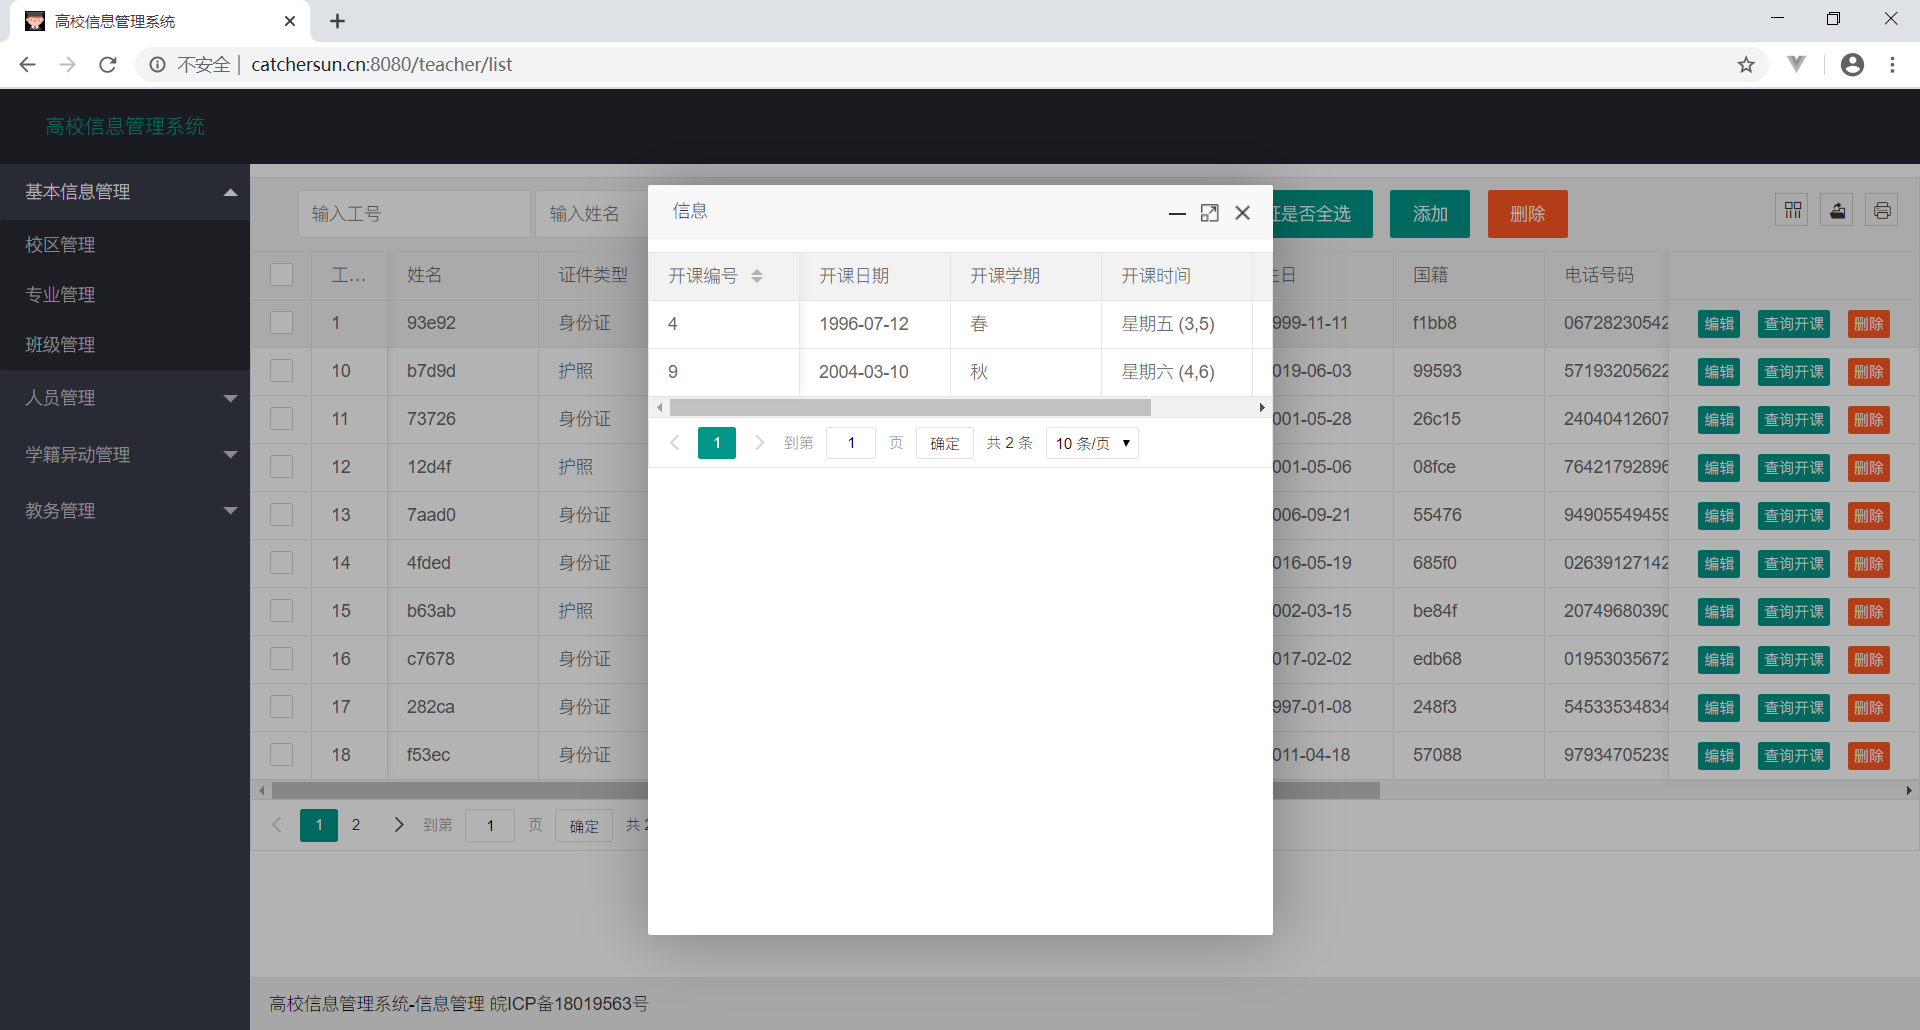 高校信息管理系统
不安全 | catchersun.cn:8080/teacher/list
高校信息管理系统
基本信息管理
校区管理
专业管理
班级管理
人员管理
学籍异动管理
教务管理
输入工号 输入姓名 证是否全选 添加 删除
工... 姓名 证件类型 生日 国籍 电话号码
1 93e92 身份证 999-11-11 f1bb8 06728230542 编辑 查询开课 删除
10 b7d9d 护照 019-06-03 99593 57193205622 编辑 查询开课 删除
11 73726 身份证 001-05-28 26c15 24040412607 编辑 查询开课 删除
12 12d4f 护照 001-05-06 08fce 76421792896 编辑 查询开课 删除
13 7aad0 身份证 006-09-21 55476 94905549459 编辑 查询开课 删除
14 4fded 身份证 016-05-19 685f0 02639127142 编辑 查询开课 删除
15 b63ab 护照 002-03-15 be84f 20749680390 编辑 查询开课 删除
16 c7678 身份证 017-02-02 edb68 01953035672 编辑 查询开课 删除
17 282ca 身份证 997-01-08 248f3 54533534834 编辑 查询开课 删除
18 f53ec 身份证 011-04-18 57088 97934705239 编辑 查询开课 删除
1 2 到第 1 页 确定 共 2
信息
开课编号 开课日期 开课学期 开课时间
4 1996-07-12 春 星期五 (3,5)
9 2004-03-10 秋 星期六 (4,6)
1 到第 1 页 确定 共 2 条 10 条/页
高校信息管理系统-信息管理 皖ICP备18019563号